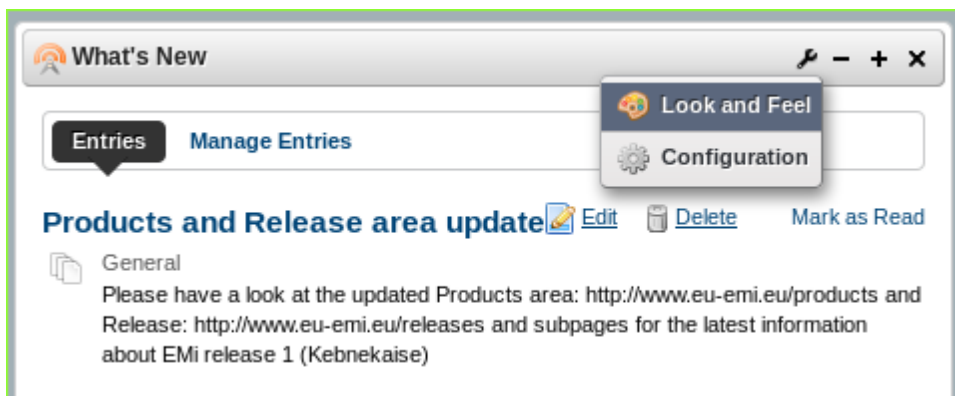 What's New
Look and Feel
Configuration
Entries
Manage Entries
Products and Release area update Edit Delete Mark as Read
General
Please have a look at the updated Products area: http://www.eu-emi.eu/products and
Release: http://www.eu-emi.eu/releases and subpages for the latest information
about EMi release 1 (Kebnekaise)